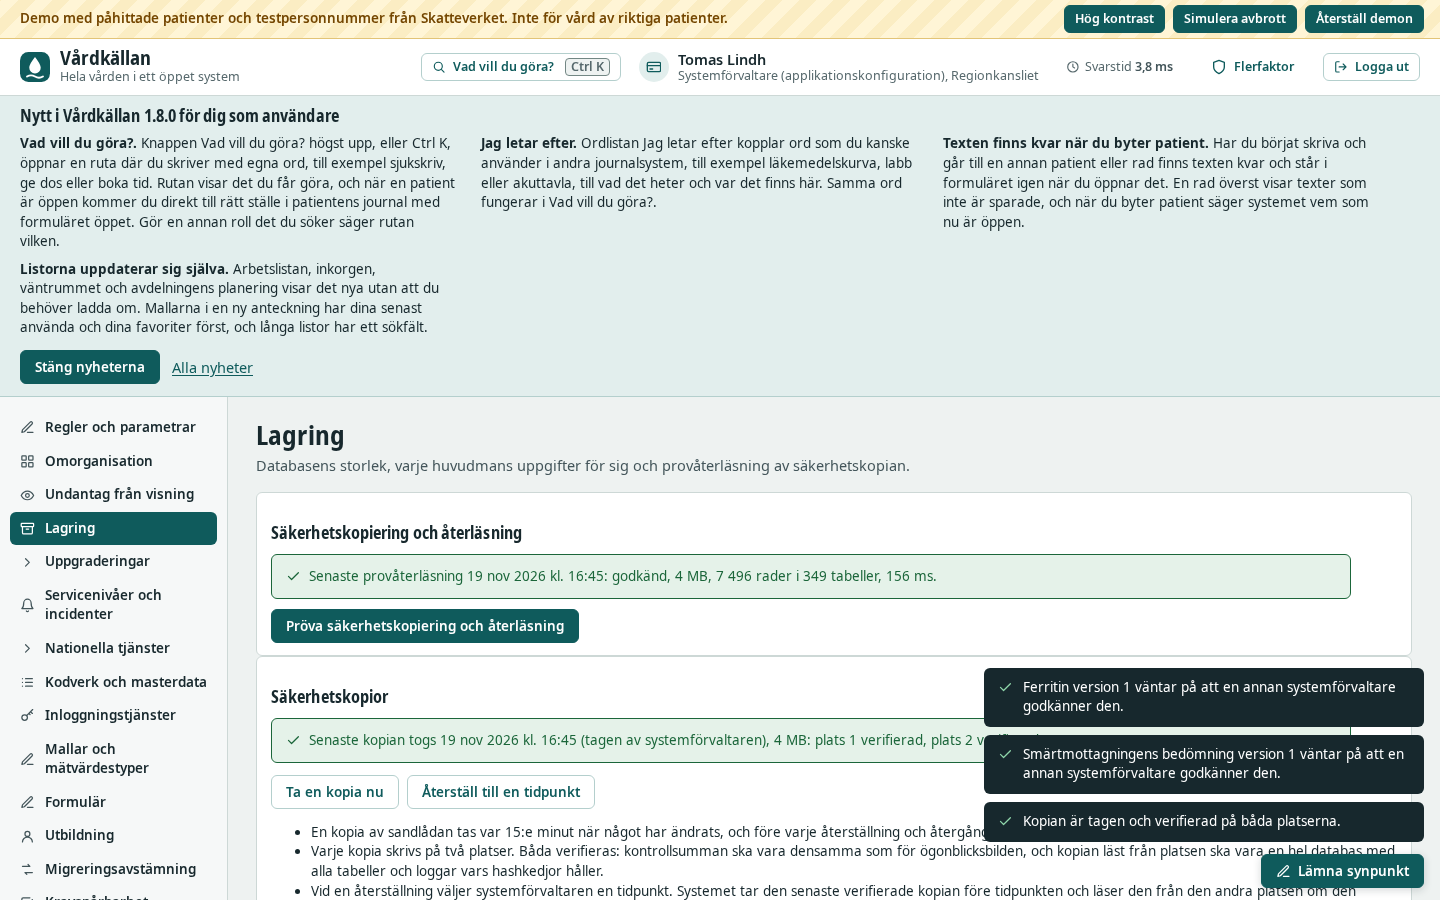 Demo med påhittade patienter och testpersonnummer från Skatteverket. Inte för vård av riktiga patienter.
Hög kontrast
Simulera avbrott
Återställ demon
Vårdkällan
Hela vården i ett öppet system
Vad vill du göra? Ctrl K
Tomas Lindh
Systemförvaltare (applikationskonfiguration), Regionkansliet
Svarstid 3,8 ms
Flerfaktor
Logga ut
Nytt i Vårdkällan 1.8.0 för dig som användare
Vad vill du göra?. Knappen Vad vill du göra? högst upp, eller Ctrl K,
öppnar en ruta där du skriver med egna ord, till exempel sjukskriv,
ge dos eller boka tid. Rutan visar det du får göra, och när en patient
är öppen kommer du direkt till rätt ställe i patientens journal med
formuläret öppet. Gör en annan roll det du söker säger rutan
vilken.
Jag letar efter. Ordlistan Jag letar efter kopplar ord som du kanske
använder i andra journalsystem, till exempel läkemedelskurva, labb
eller akuttavla, till vad det heter och var det finns här. Samma ord
fungerar i Vad vill du göra?.
Texten finns kvar när du byter patient. Har du börjat skriva och
går till en annan patient eller rad finns texten kvar och står i
formuläret igen när du öppnar det. En rad överst visar texter som
inte är sparade, och när du byter patient säger systemet vem som
nu är öppen.
Listorna uppdaterar sig själva. Arbetslistan, inkorgen,
väntrummet och avdelningens planering visar det nya utan att du
behöver ladda om. Mallarna i en ny anteckning har dina senast
använda och dina favoriter först, och långa listor har ett sökfält.
Stäng nyheterna
Alla nyheter
Regler och parametrar
Omorganisation
Undantag från visning
Lagring
Uppgraderingar
Servicenivåer och
incidenter
Nationella tjänster
Kodverk och masterdata
Inloggningstjänster
Mallar och
mätvärdestyper
Formulär
Utbildning
Migreringsavstämning
Lagring
Databasens storlek, varje huvudmans uppgifter för sig och provåterläsning av säkerhetskopian.
Säkerhetskopiering och återläsning
Senaste provåterläsning 19 nov 2026 kl. 16:45: godkänd, 4 MB, 7 496 rader i 349 tabeller, 156 ms.
Pröva säkerhetskopiering och återläsning
Säkerhetskopior
Senaste kopian togs 19 nov 2026 kl. 16:45 (tagen av systemförvaltaren), 4 MB: plats 1 verifierad, plats 2
Ta en kopia nu
Återställ till en tidpunkt
En kopia av sandlådan tas var 15:e minut när något har ändrats, och före varje återställning och
Varje kopia skrivs på två platser. Båda verifieras: kontrollsumman ska vara densamma som för ögonblicksbilden, och kopian läst från platsen ska vara en hel databas med
alla tabeller och loggar vars hashkedjor håller.
Vid en återställning väljer systemförvaltaren en tidpunkt. Systemet tar den senaste verifierade kopian före tidpunkten och läser den från den andra platsen om den
Ferritin version 1 väntar på att en annan systemförvaltare
godkänner den.
Smärtmottagningens bedömning version 1 väntar på att en
annan systemförvaltare godkänner den.
Kopian är tagen och verifierad på båda platserna.
Lämna synpunkt